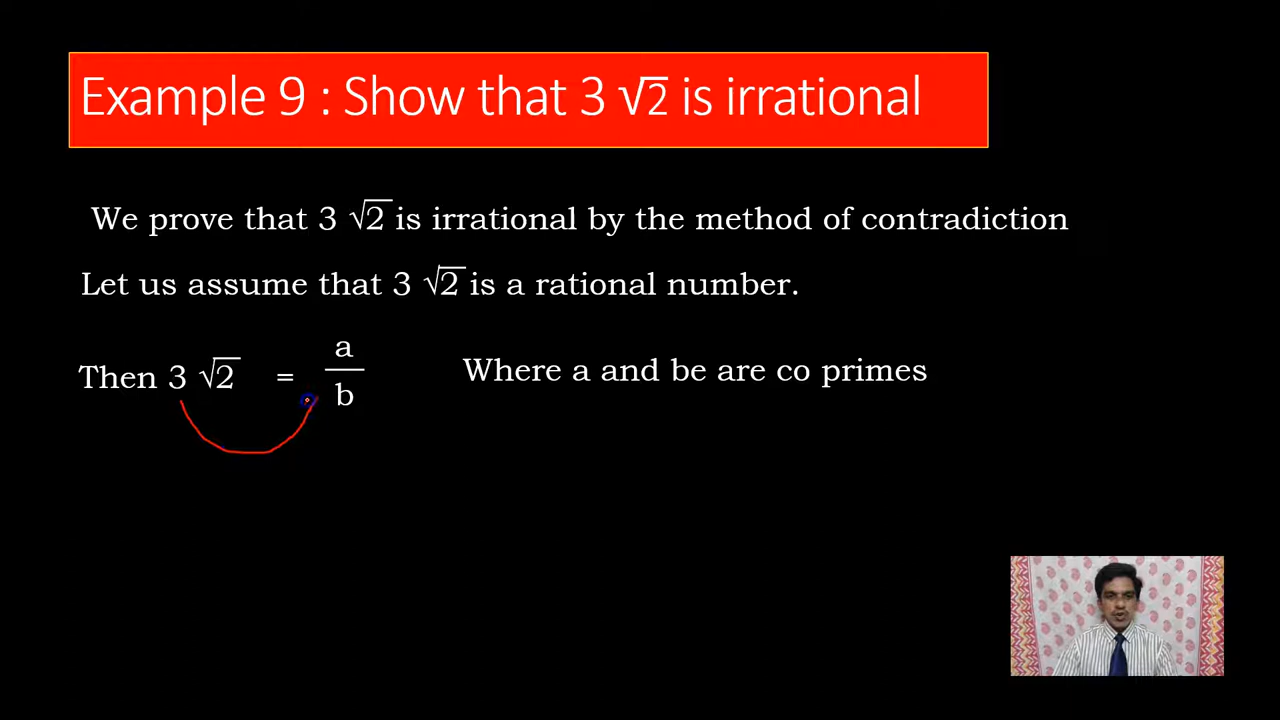 Example 9 : Show that 3 √2 is irrational
We prove that 3 √2 is irrational by the method of contradiction
Let us assume that 3 √2 is a rational number.
Then 3 √2 = a/b Where a and be are co primes